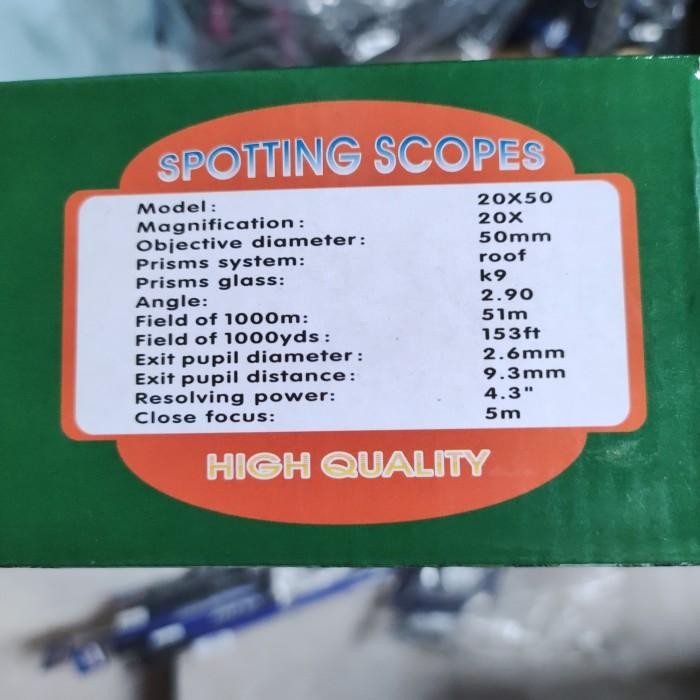 SPOTTING SCOPES
Model: 20X50
Magnification: 20X
Objective diameter: 50mm
Prisms system: roof
Prisms glass: k9
Angle: 2.90
Field of 1000m: 51m
Field of 1000yds: 153ft
Exit pupil diameter: 2.6mm
Exit pupil distance: 9.3mm
Resolving power: 4.3"
Close focus: 5m
HIGH QUALITY